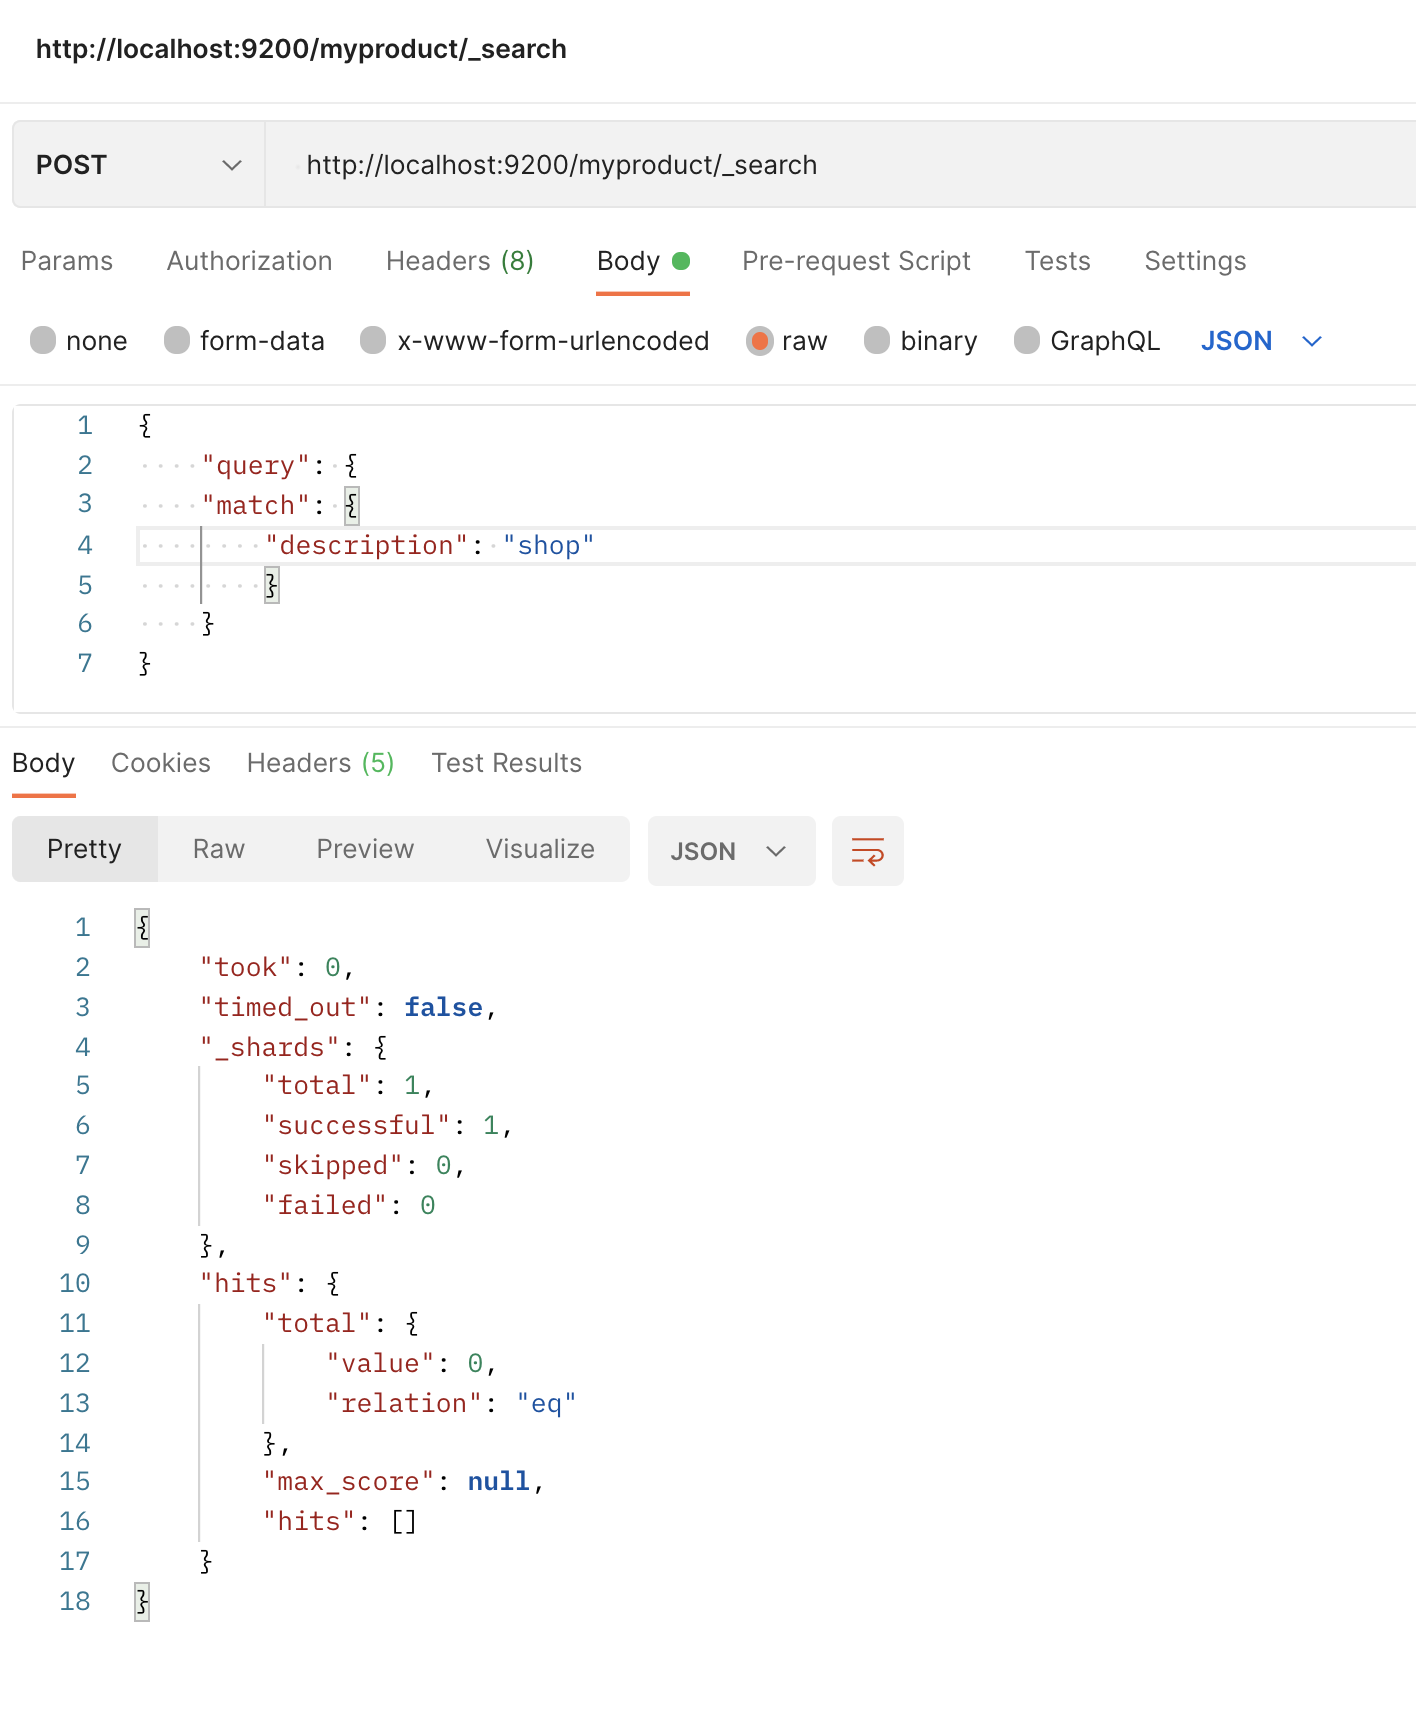 http://localhost:9200/myproduct/_search
POST http://localhost:9200/myproduct/_search
Params Authorization Headers (8) Body Pre-request Script Tests Settings
none form-data x-www-form-urlencoded raw binary GraphQL JSON
1 {
2 "query": {
3 "match": {
4 "description": "shop"
5 }
6 }
7 }
Body Cookies Headers (5) Test Results
Pretty Raw Preview Visualize JSON
1 {
2 "took": 0,
3 "timed_out": false,
4 "_shards": {
5 "total": 1,
6 "successful": 1,
7 "skipped": 0,
8 "failed": 0
9 },
10 "hits": {
11 "total": {
12 "value": 0,
13 "relation": "eq"
14 },
15 "max_score": null,
16 "hits": []
17 }
18 }